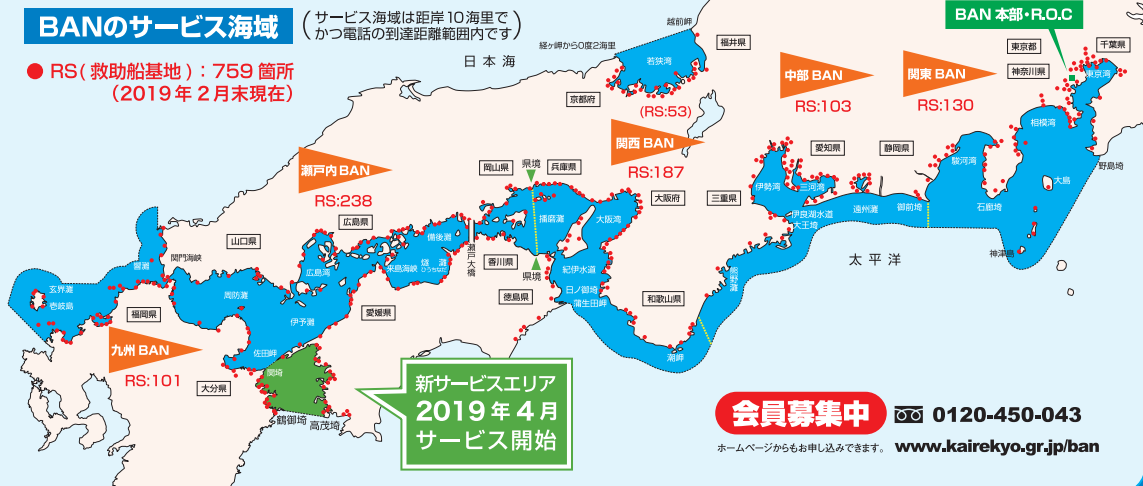 BANのサービス海域
(サービス海域は距岸10海里で
かつ電話の到達距離範囲内です)
● RS(救助船基地):759箇所
(2019年2月末現在)
日本海
経ヶ岬から0度2海里
越前岬
福井県
若狭湾
京都府
(RS:53)
BAN 本部・R.O.C
東京都
千葉県
神奈川県
東京湾
中部 BAN
RS:103
関東 BAN
RS:130
関西 BAN
RS:187
瀬戸内 BAN
RS:238
九州 BAN
RS:101
相模湾
野島埼
大島
静岡県
駿河湾
石廊埼
神津島
愛知県
伊勢湾
三河湾
伊良湖水道
大王埼
遠州灘
御前埼
三重県
熊野灘
太平洋
岡山県
県境
兵庫県
播磨灘
大阪湾
大阪府
香川県
県境
徳島県
紀伊水道
日ノ御埼
蒲生田岬
和歌山県
潮岬
広島県
備後灘
瀬戸大橋
燧灘
ひうちなだ
来島海峡
広島湾
愛媛県
山口県
関門海峡
響灘
玄界灘
壱岐島
福岡県
周防灘
伊予灘
佐田岬
関埼
大分県
鶴御埼
高茂埼
新サービスエリア
2019年4月
サービス開始
会員募集中
0120-450-043
ホームページからもお申し込みできます。
www.kairekyo.gr.jp/ban